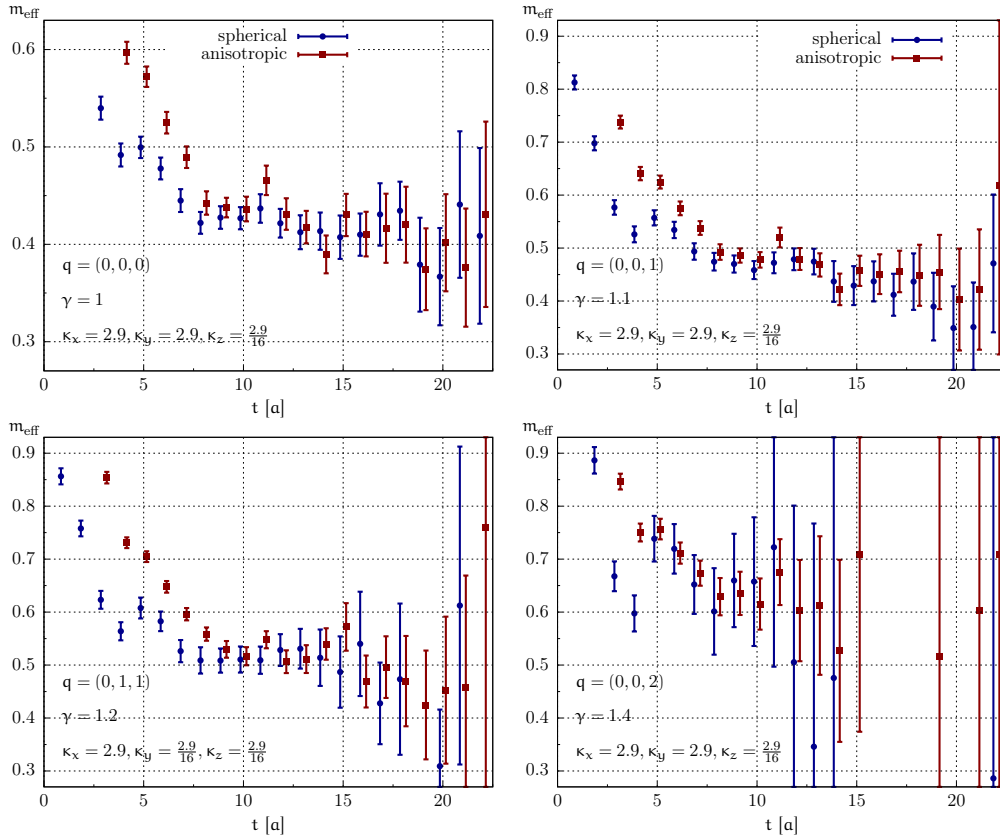 m_eff
0.6
0.5
0.4
0.3
spherical
anisotropic
q = (0, 0, 0)
γ = 1
κ_x = 2.9, κ_y = 2.9, κ_z = 2.9/16
0 5 10 15 20
t [a]
m_eff
0.9
0.8
0.7
0.6
0.5
0.4
0.3
spherical
anisotropic
q = (0, 0, 1)
γ = 1.1
κ_x = 2.9, κ_y = 2.9, κ_z = 2.9/16
0 5 10 15 20
t [a]
m_eff
0.9
0.8
0.7
0.6
0.5
0.4
0.3
q = (0, 1, 1)
γ = 1.2
κ_x = 2.9, κ_y = 2.9/16, κ_z = 2.9/16
0 5 10 15 20
t [a]
m_eff
0.9
0.8
0.7
0.6
0.5
0.4
0.3
q = (0, 0, 2)
γ = 1.4
κ_x = 2.9, κ_y = 2.9, κ_z = 2.9/16
0 5 10 15 20
t [a]